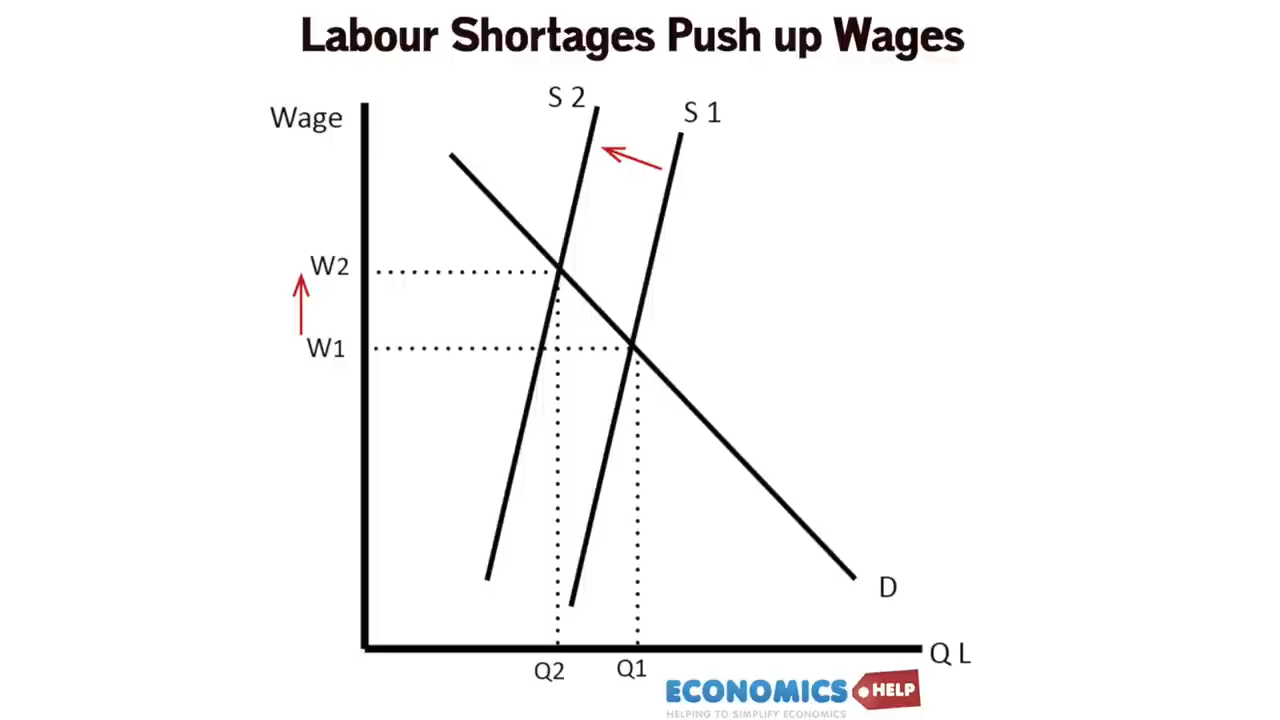 Labour Shortages Push up Wages
S 2
S 1
Wage
W2
W1
D
Q L
Q2
Q1
ECONOMICS HELP
HELPING TO SIMPLIFY ECONOMICS